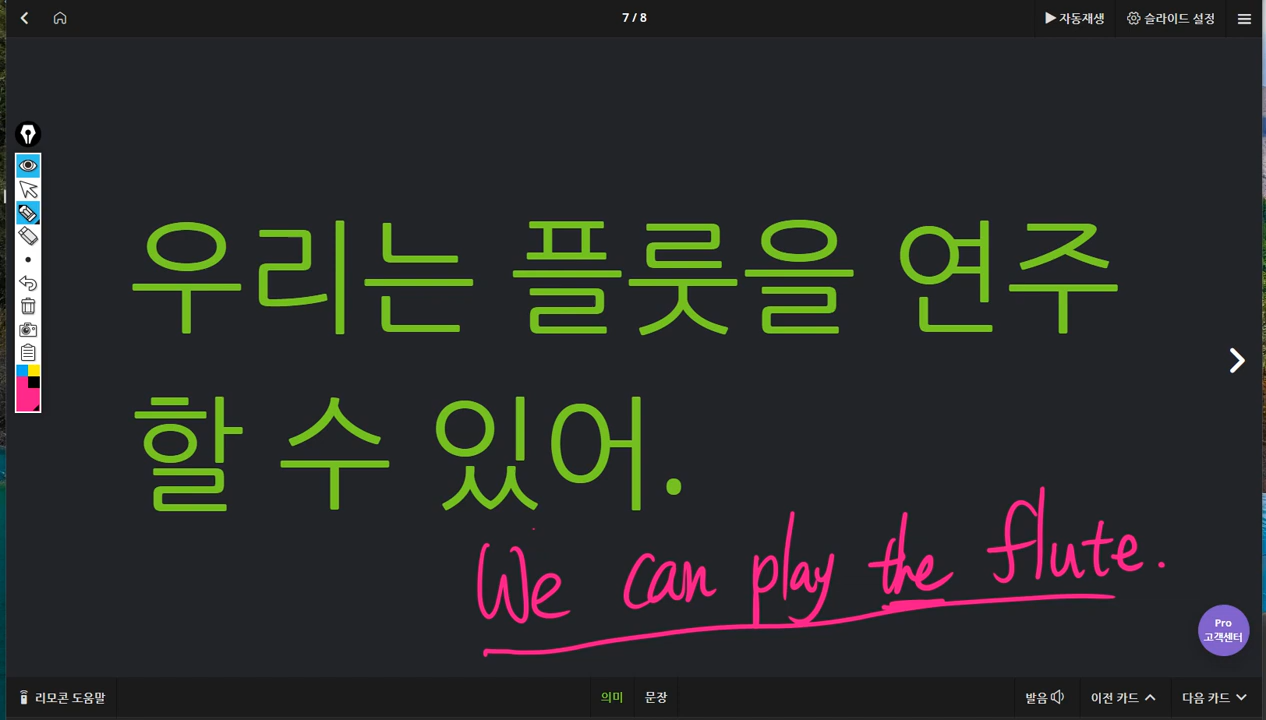 7 / 8
자동재생
슬라이드 설정
우리는 플룻을 연주
할 수 있어.
We can play the flute.
Pro
고객센터
리모콘 도움말
의미
문장
발음
이전 카드
다음 카드